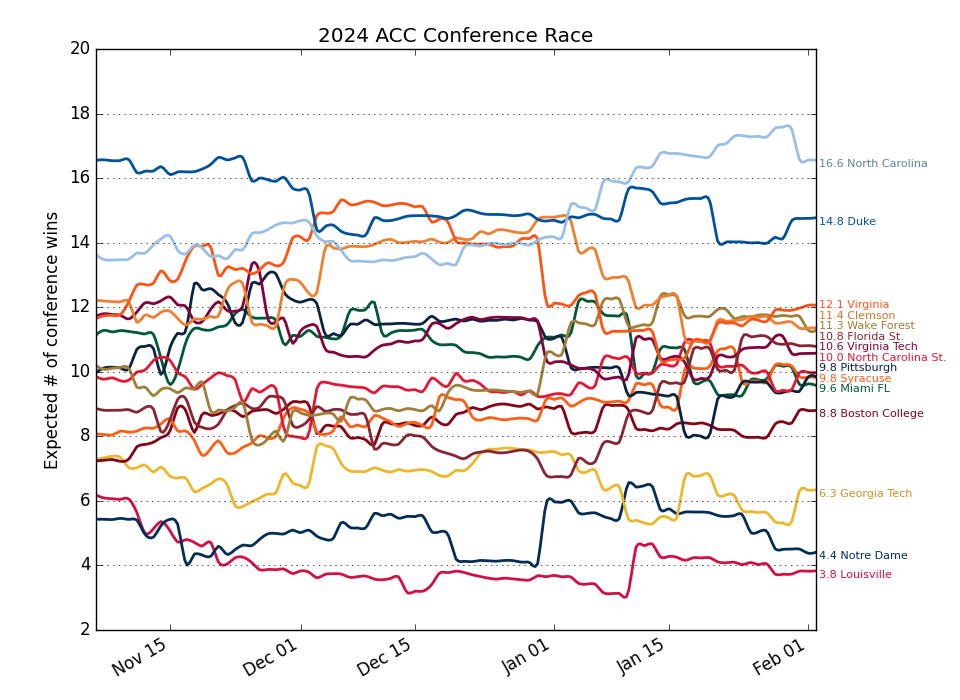 2024 ACC Conference Race
Expected # of conference wins
20
18
16
14
12
10
8
6
4
2
Nov 15
Dec 01
Dec 15
Jan 01
Jan 15
Feb 01
16.6 North Carolina
14.8 Duke
12.1 Virginia
11.4 Clemson
11.3 Wake Forest
10.8 Florida St.
10.6 Virginia Tech
10.0 North Carolina St.
9.8 Pittsburgh
9.8 Syracuse
9.6 Miami FL
8.8 Boston College
6.3 Georgia Tech
4.4 Notre Dame
3.8 Louisville